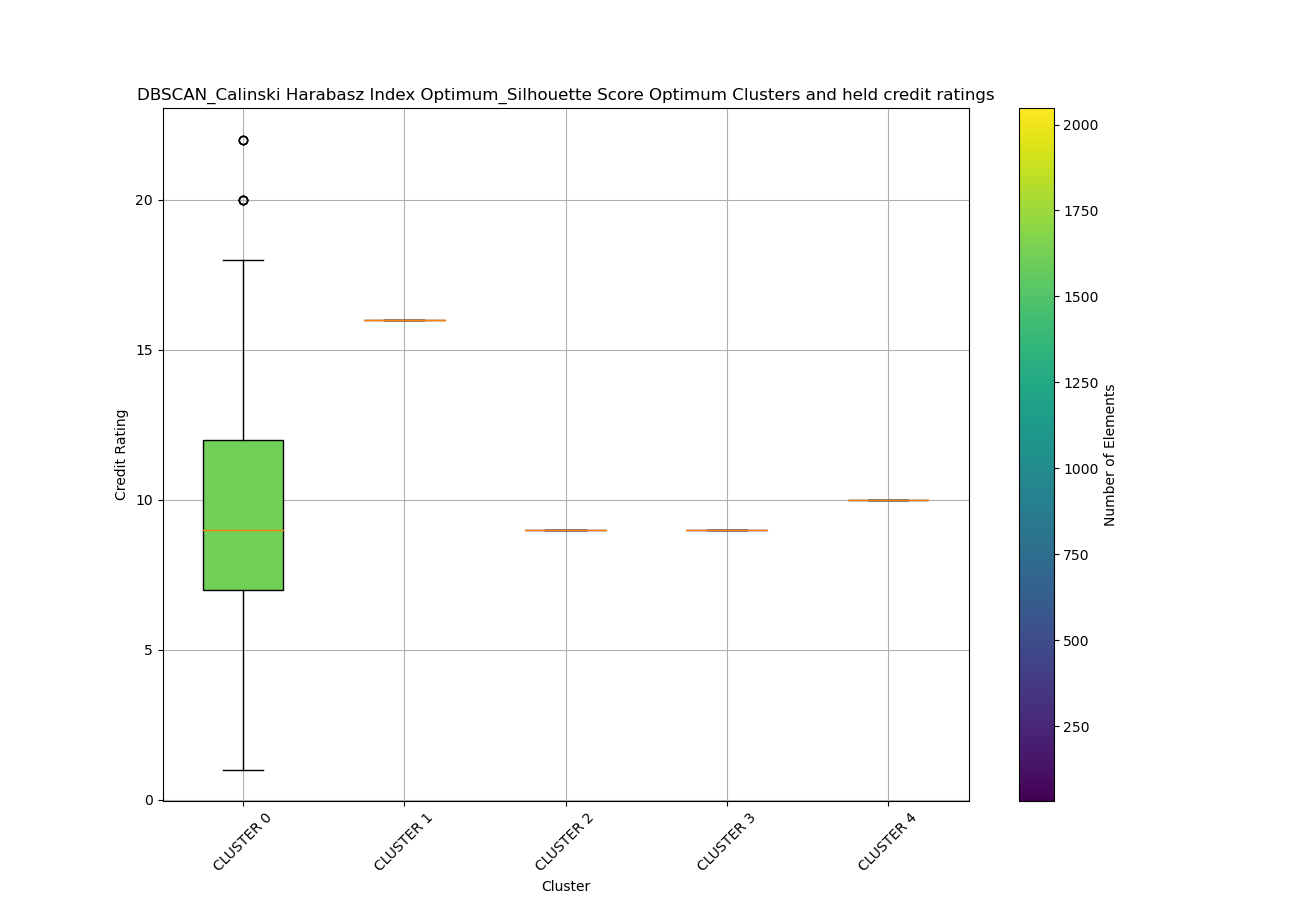 DBSCAN_Calinski Harabasz Index Optimum_Silhouette Score Optimum Clusters and held credit ratings
Credit Rating
20
15
10
5
0
CLUSTER 0
CLUSTER 1
CLUSTER 2
CLUSTER 3
CLUSTER 4
Cluster
2000
1750
1500
1250
1000
750
500
250
Number of Elements